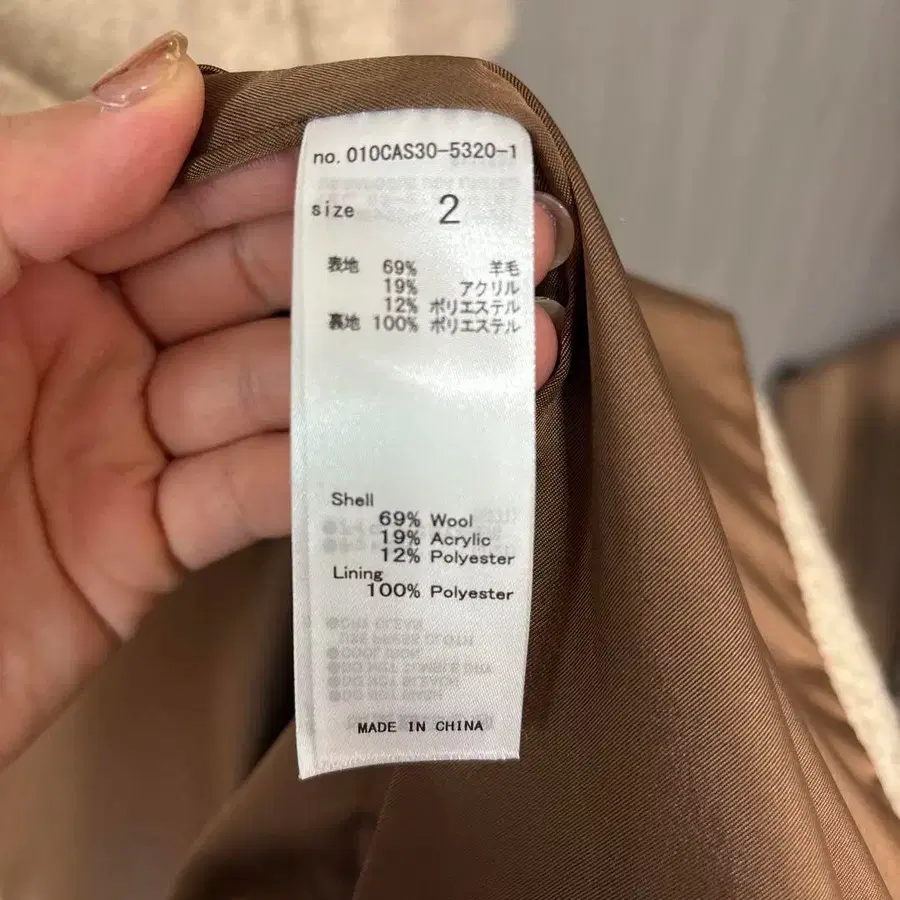 no. 010CAS30-5320-1
size 2
表地 69% 羊毛
19% アクリル
12% ポリエステル
裏地 100% ポリエステル
Shell
69% Wool
19% Acrylic
12% Polyester
Lining
100% Polyester
MADE IN CHINA